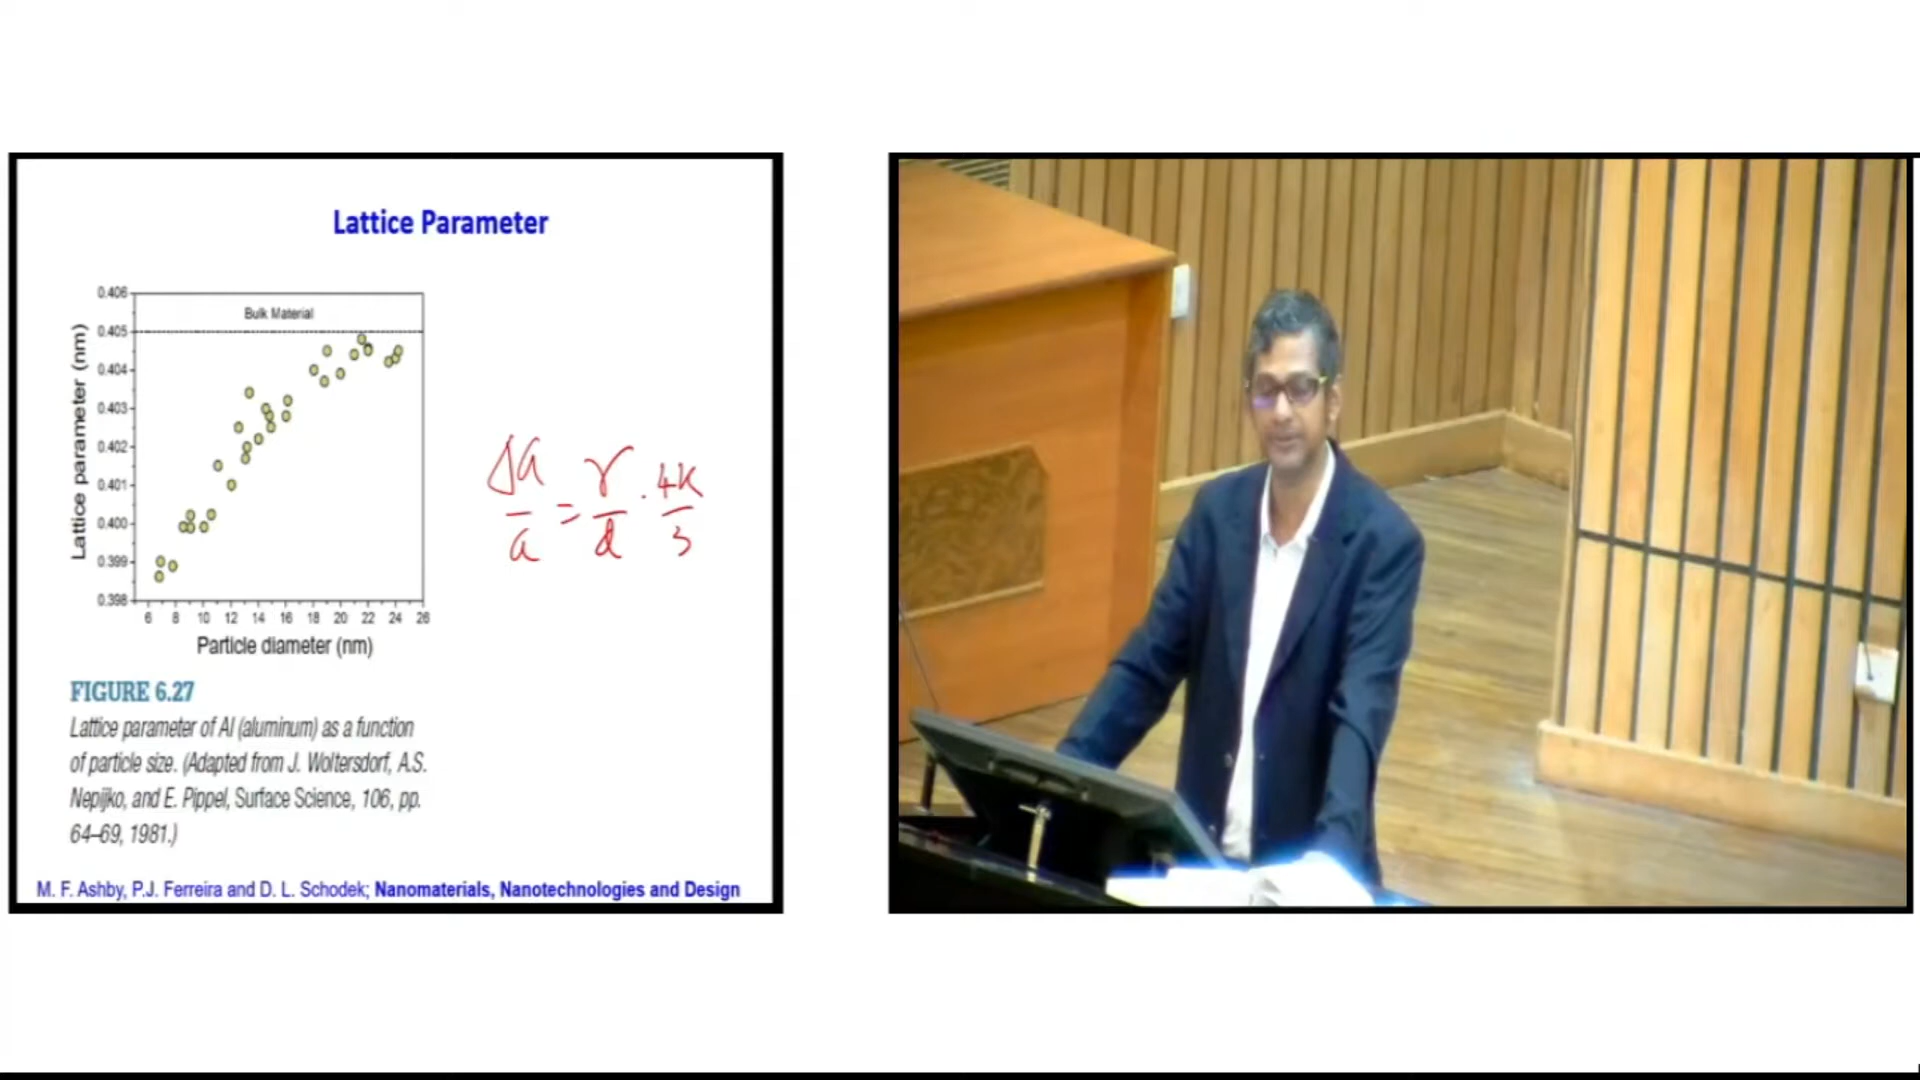 Lattice Parameter
0.406
Bulk Material
0.405
0.404
0.403
0.402
0.401
0.400
0.399
0.398
Lattice parameter (nm)
6 8 10 12 14 16 18 20 22 24 26
Particle diameter (nm)
Δa/a = γ/d . 4K/3
FIGURE 6.27
Lattice parameter of Al (aluminum) as a function
of particle size. (Adapted from J. Woltersdorf, A.S.
Nepijko, and E. Pippel, Surface Science, 106, pp.
64–69, 1981.)
M. F. Ashby, P.J. Ferreira and D. L. Schodek; Nanomaterials, Nanotechnologies and Design